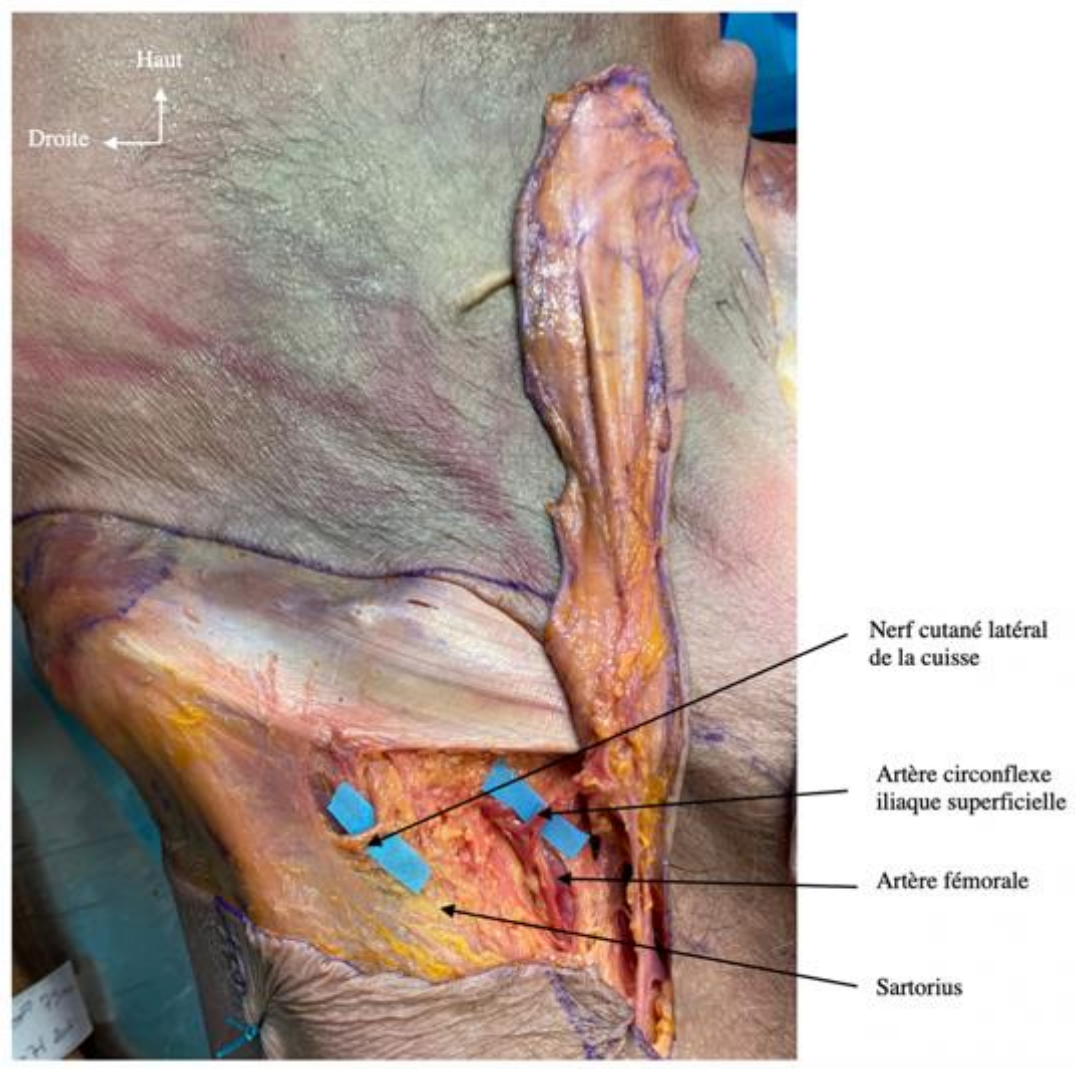 Haut
Droite
Nerf cutané latéral
de la cuisse
Artère circonflexe
iliaque superficielle
Artère fémorale
Sartorius